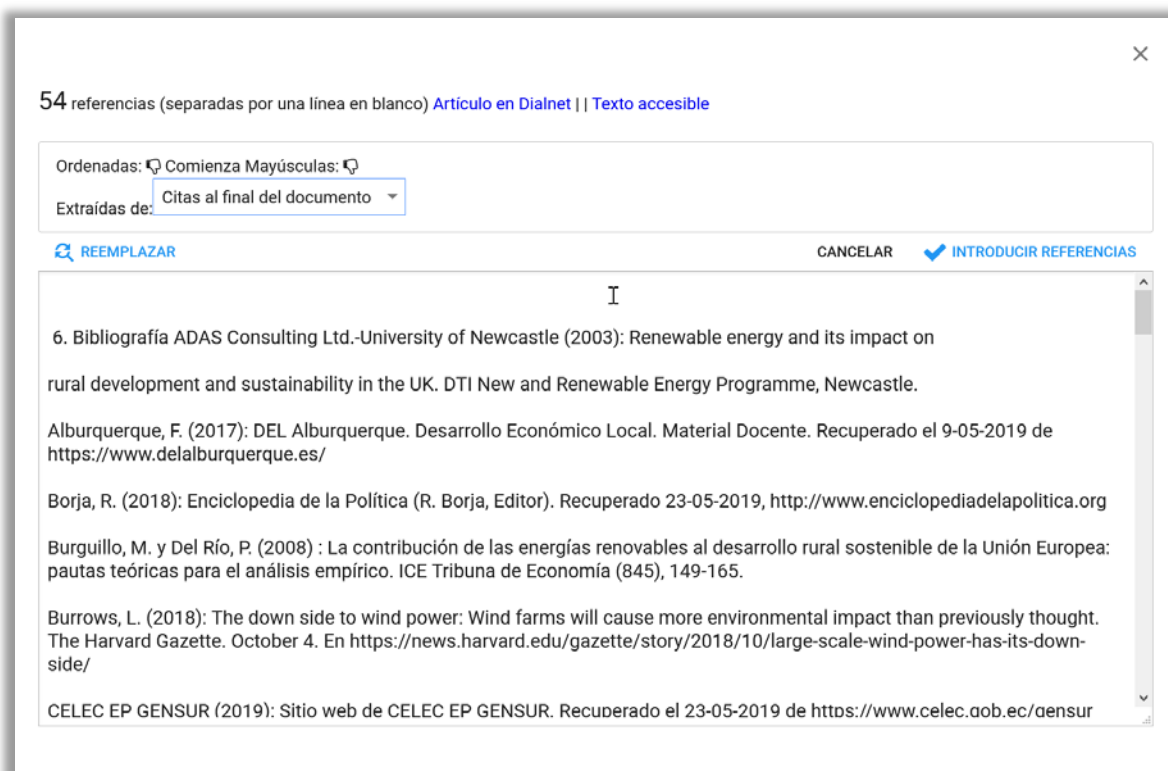 54 referencias (separadas por una línea en blanco) Artículo en Dialnet | | Texto accesible
Ordenadas: Comienza Mayúsculas:
Extraídas de: Citas al final del documento
REEMPLAZAR CANCELAR INTRODUCIR REFERENCIAS
6. Bibliografía ADAS Consulting Ltd.-University of Newcastle (2003): Renewable energy and its impact on
rural development and sustainability in the UK. DTI New and Renewable Energy Programme, Newcastle.
Alburquerque, F. (2017): DEL Alburquerque. Desarrollo Económico Local. Material Docente. Recuperado el 9-05-2019 de
https://www.delalburquerque.es/
Borja, R. (2018): Enciclopedia de la Política (R. Borja, Editor). Recuperado 23-05-2019, http://www.enciclopediadelapolitica.org
Burguillo, M. y Del Río, P. (2008) : La contribución de las energías renovables al desarrollo rural sostenible de la Unión Europea:
pautas teóricas para el análisis empírico. ICE Tribuna de Economía (845), 149-165.
Burrows, L. (2018): The down side to wind power: Wind farms will cause more environmental impact than previously thought.
The Harvard Gazette. October 4. En https://news.harvard.edu/gazette/story/2018/10/large-scale-wind-power-has-its-down-
side/
CELEC EP GENSUR (2019): Sitio web de CELEC EP GENSUR. Recuperado el 23-05-2019 de https://www.celec.gob.ec/gensur